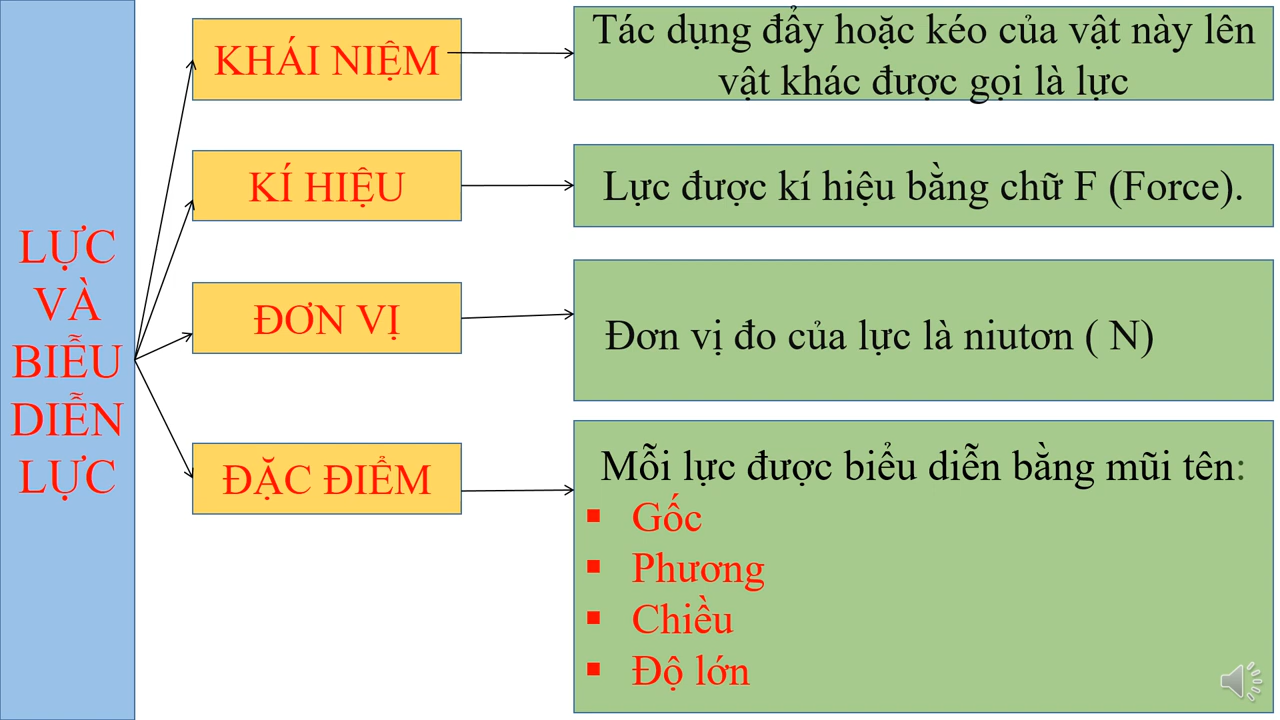 LỰC
VÀ
BIỄU
DIỄN
LỰC
KHÁI NIỆM
Tác dụng đẩy hoặc kéo của vật này lên
vật khác được gọi là lực
KÍ HIỆU
Lực được kí hiệu bằng chữ F (Force).
ĐƠN VỊ
Đơn vị đo của lực là niutơn ( N)
ĐẶC ĐIỂM
Mỗi lực được biểu diễn bằng mũi tên:
▪ Gốc
▪ Phương
▪ Chiều
▪ Độ lớn